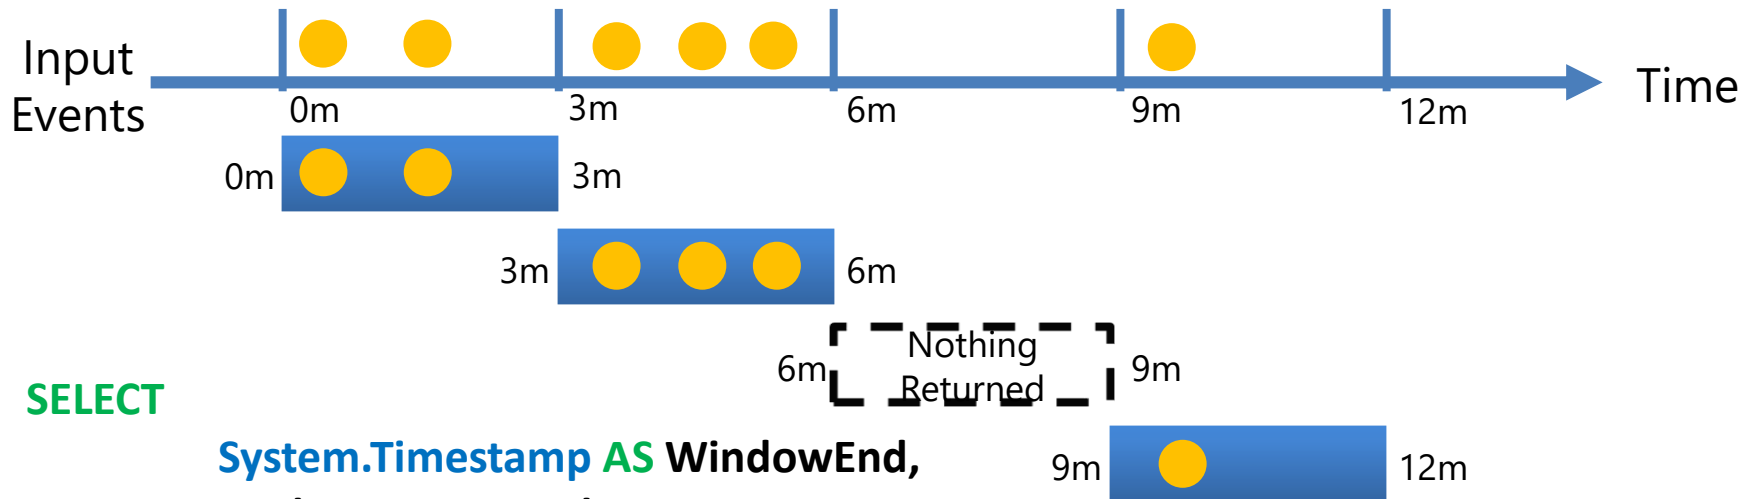 Input
Events
Time
0m
3m
6m
9m
12m
0m
3m
3m
6m
6m
Nothing
Returned
9m
SELECT
System.Timestamp AS WindowEnd,
9m
12m